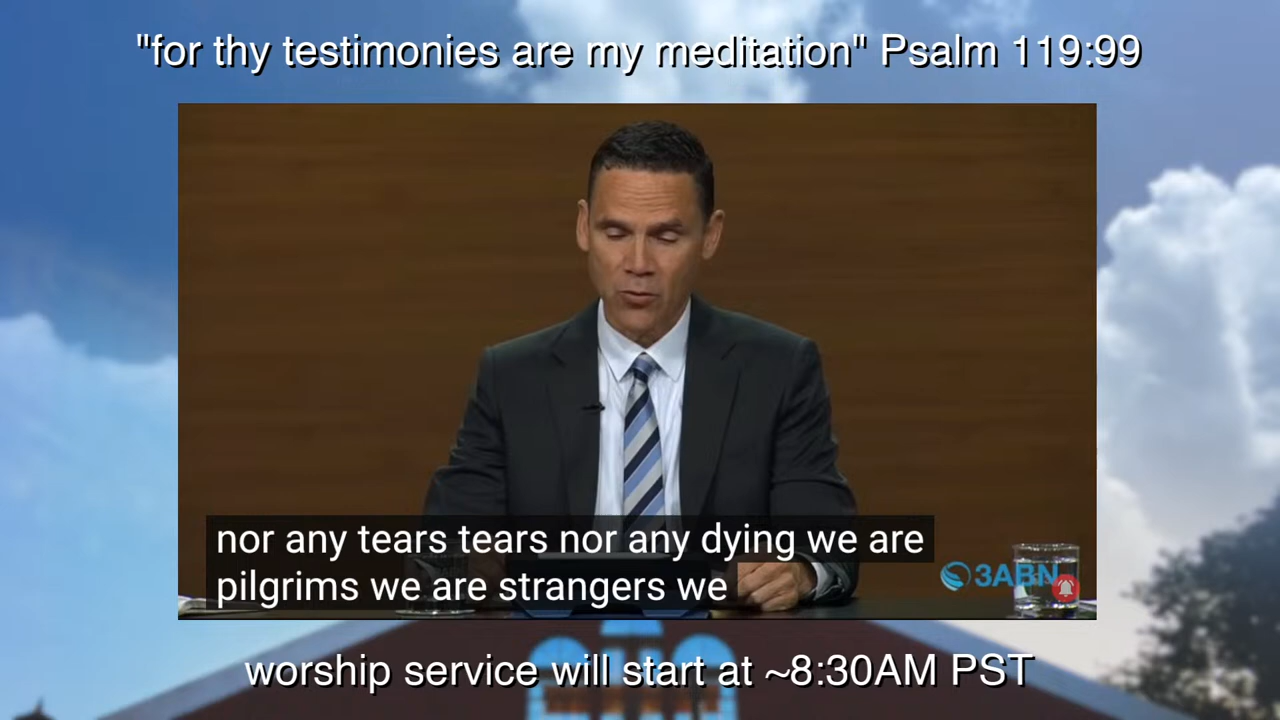 "for thy testimonies are my meditation" Psalm 119:99
nor any tears tears nor any dying we are
pilgrims we are strangers we
3ABN
worship service will start at ~8:30AM PST